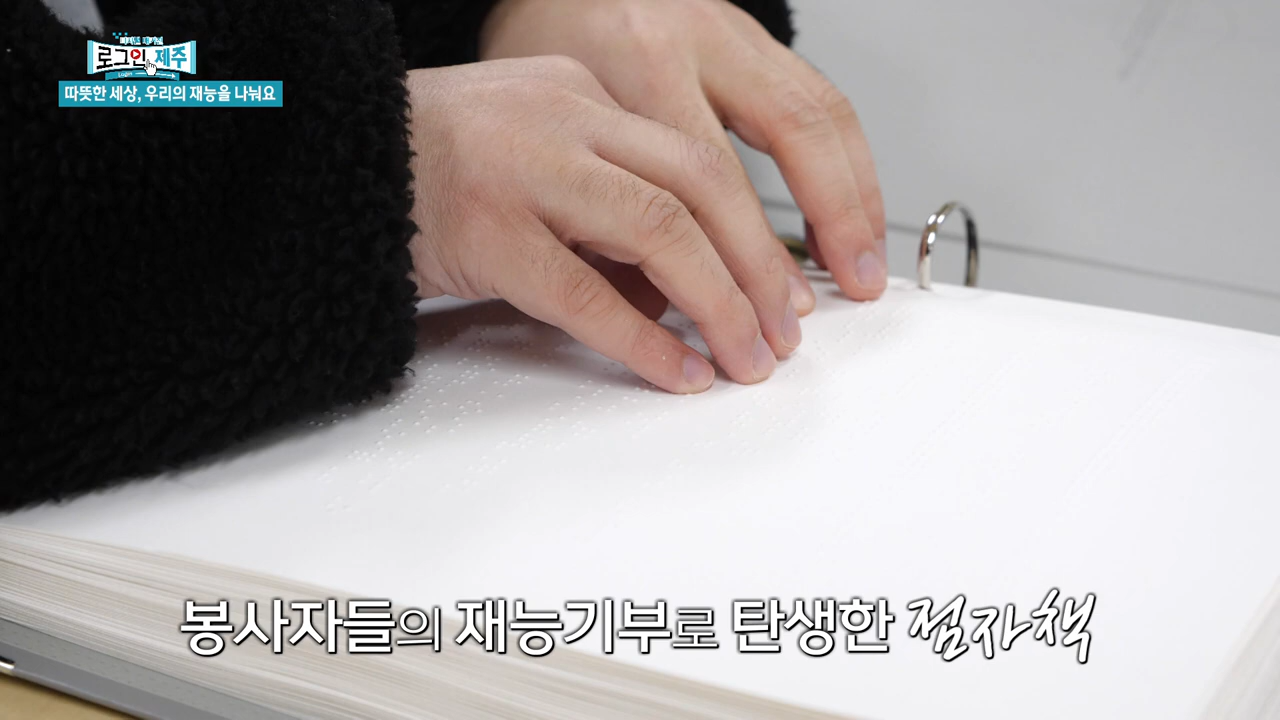 로그인 제주
Login
따뜻한 세상, 우리의 재능을 나눠요
봉사자들의 재능기부로 탄생한 점자책